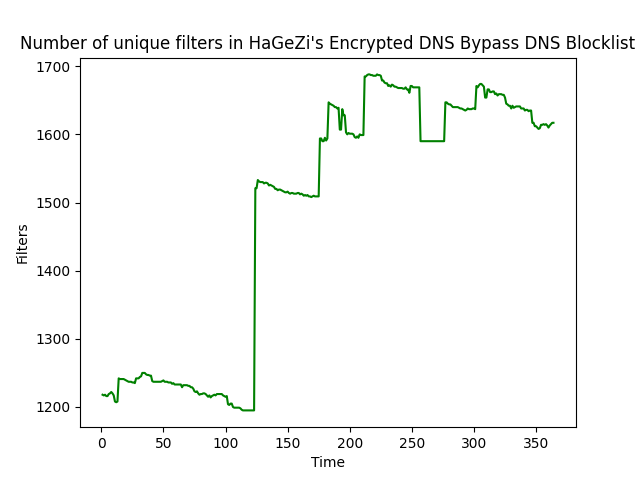 Number of unique filters in HaGeZi's Encrypted DNS Bypass DNS Blocklist
1700
1600
1500
1400
1300
1200
Filters
0 50 100 150 200 250 300 350
Time